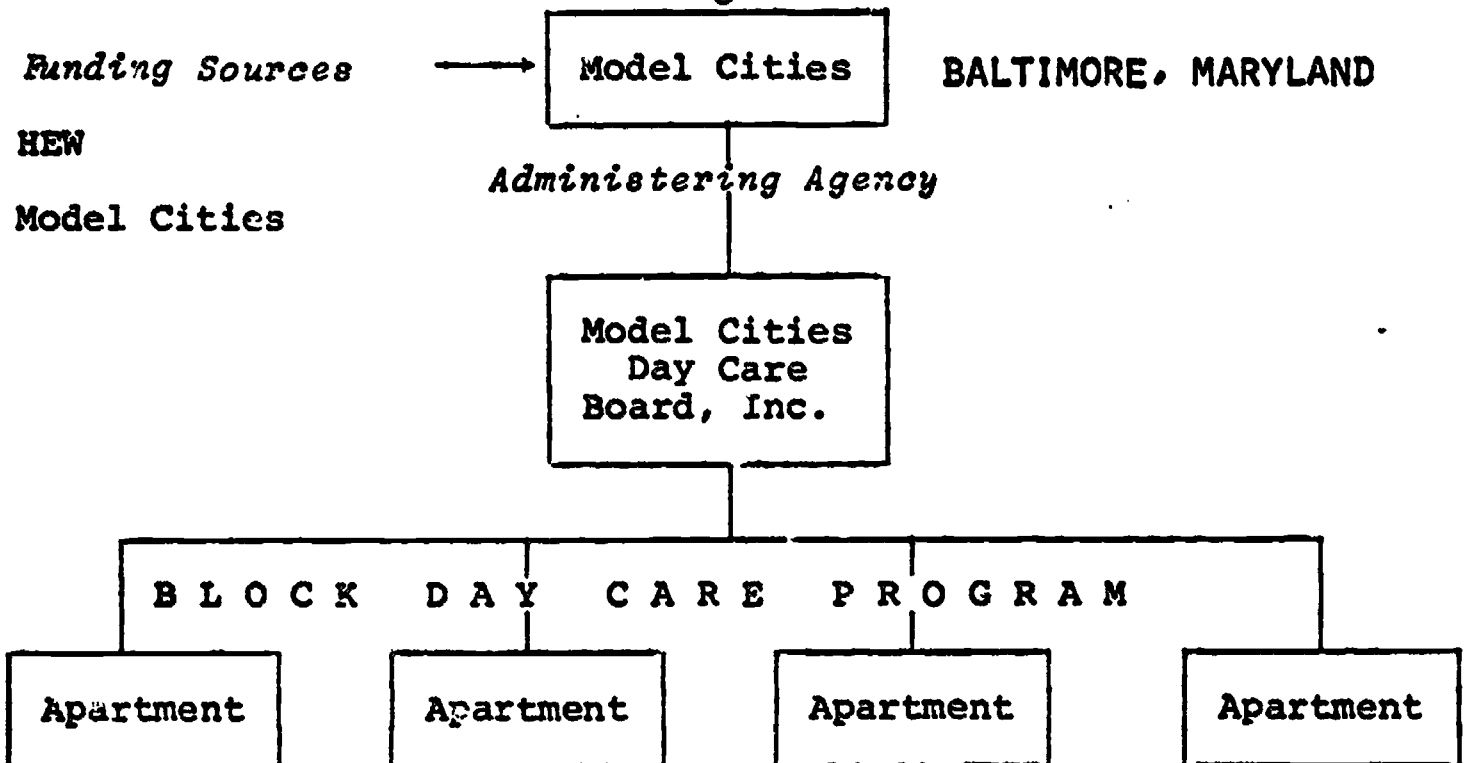 Funding Sources
Model Cities
BALTIMORE, MARYLAND
HEW
Administering Agency
Model Cities
Model Cities
Day Care
Board, Inc.
BLOCK DAY CARE PROGRAM
Apartment
Apartment
Apartment
Apartment